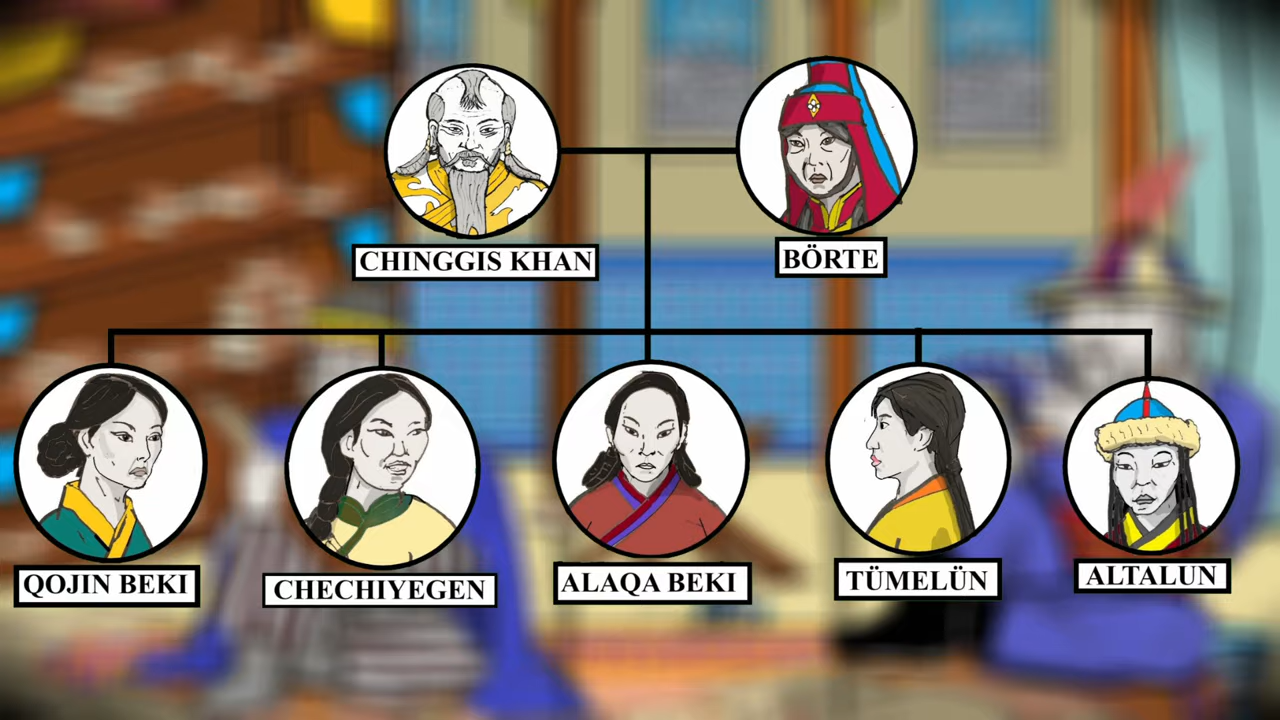 CHINGGIS KHAN
BÖRTE
QOJIN BEKI
CHECHIYEGEN
ALAQA BEKI
TÜMELÜN
ALTALUN